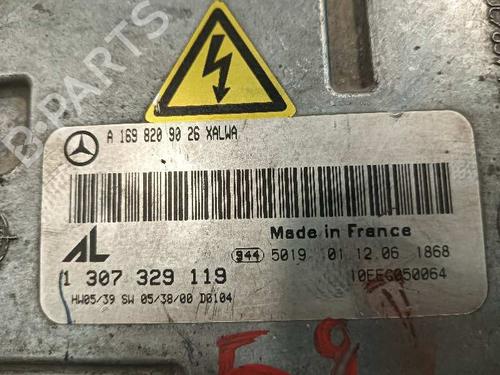 A 169 820 90 26 XALWA
Made in France
AL
944 5019 01 12.06 1868
1 307 329 119
10EEG050064
HW05/39 SW 05/38/00 D0104
B-PARTS